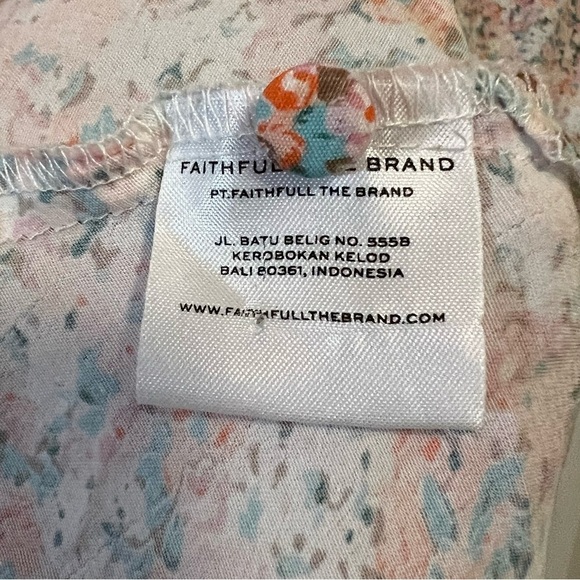 FAITHFULL THE BRAND
PT.FAITHFULL THE BRAND
JL. BATU BELIG NO. 555B
KEROBOKAN KELOD
BALI 80361, INDONESIA
WWW.FAITHFULLTHEBRAND.COM